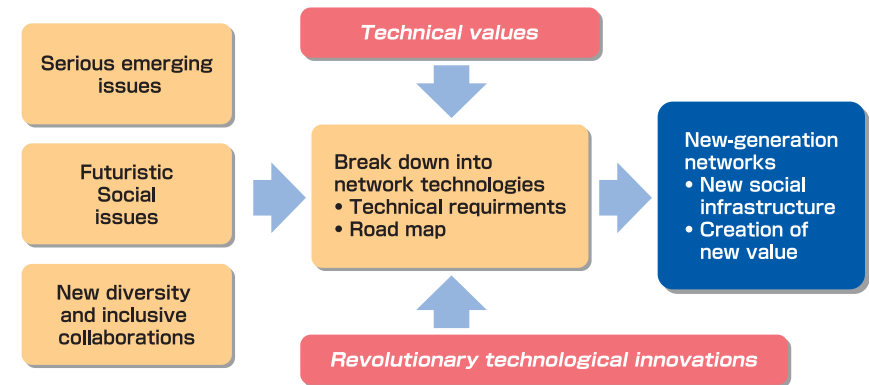 Serious emerging
issues
Futuristic
Social
issues
New diversity
and inclusive
collaborations
Technical values
Break down into
network technologies
• Technical requirments
• Road map
Revolutionary technological innovations
New-generation
networks
• New social
infrastructure
• Creation of
new value